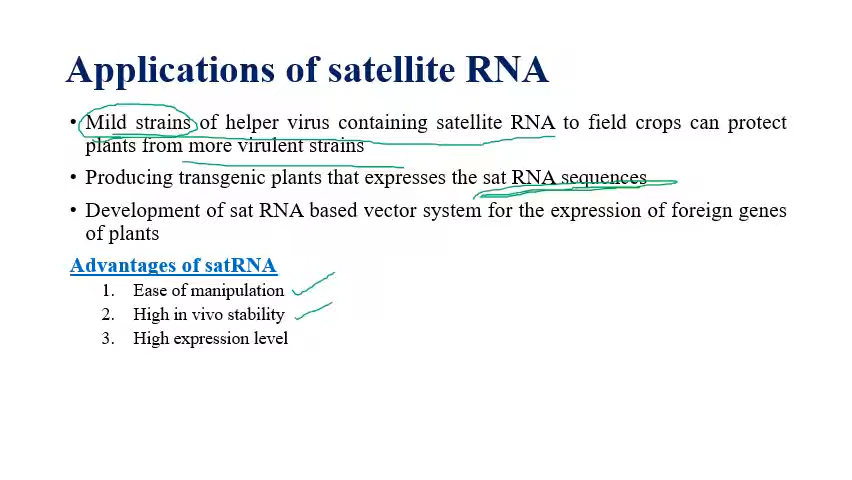 Applications of satellite RNA
• Mild strains of helper virus containing satellite RNA to field crops can protect
plants from more virulent strains
• Producing transgenic plants that expresses the sat RNA sequences
• Development of sat RNA based vector system for the expression of foreign genes
of plants
Advantages of satRNA
1. Ease of manipulation
2. High in vivo stability
3. High expression level